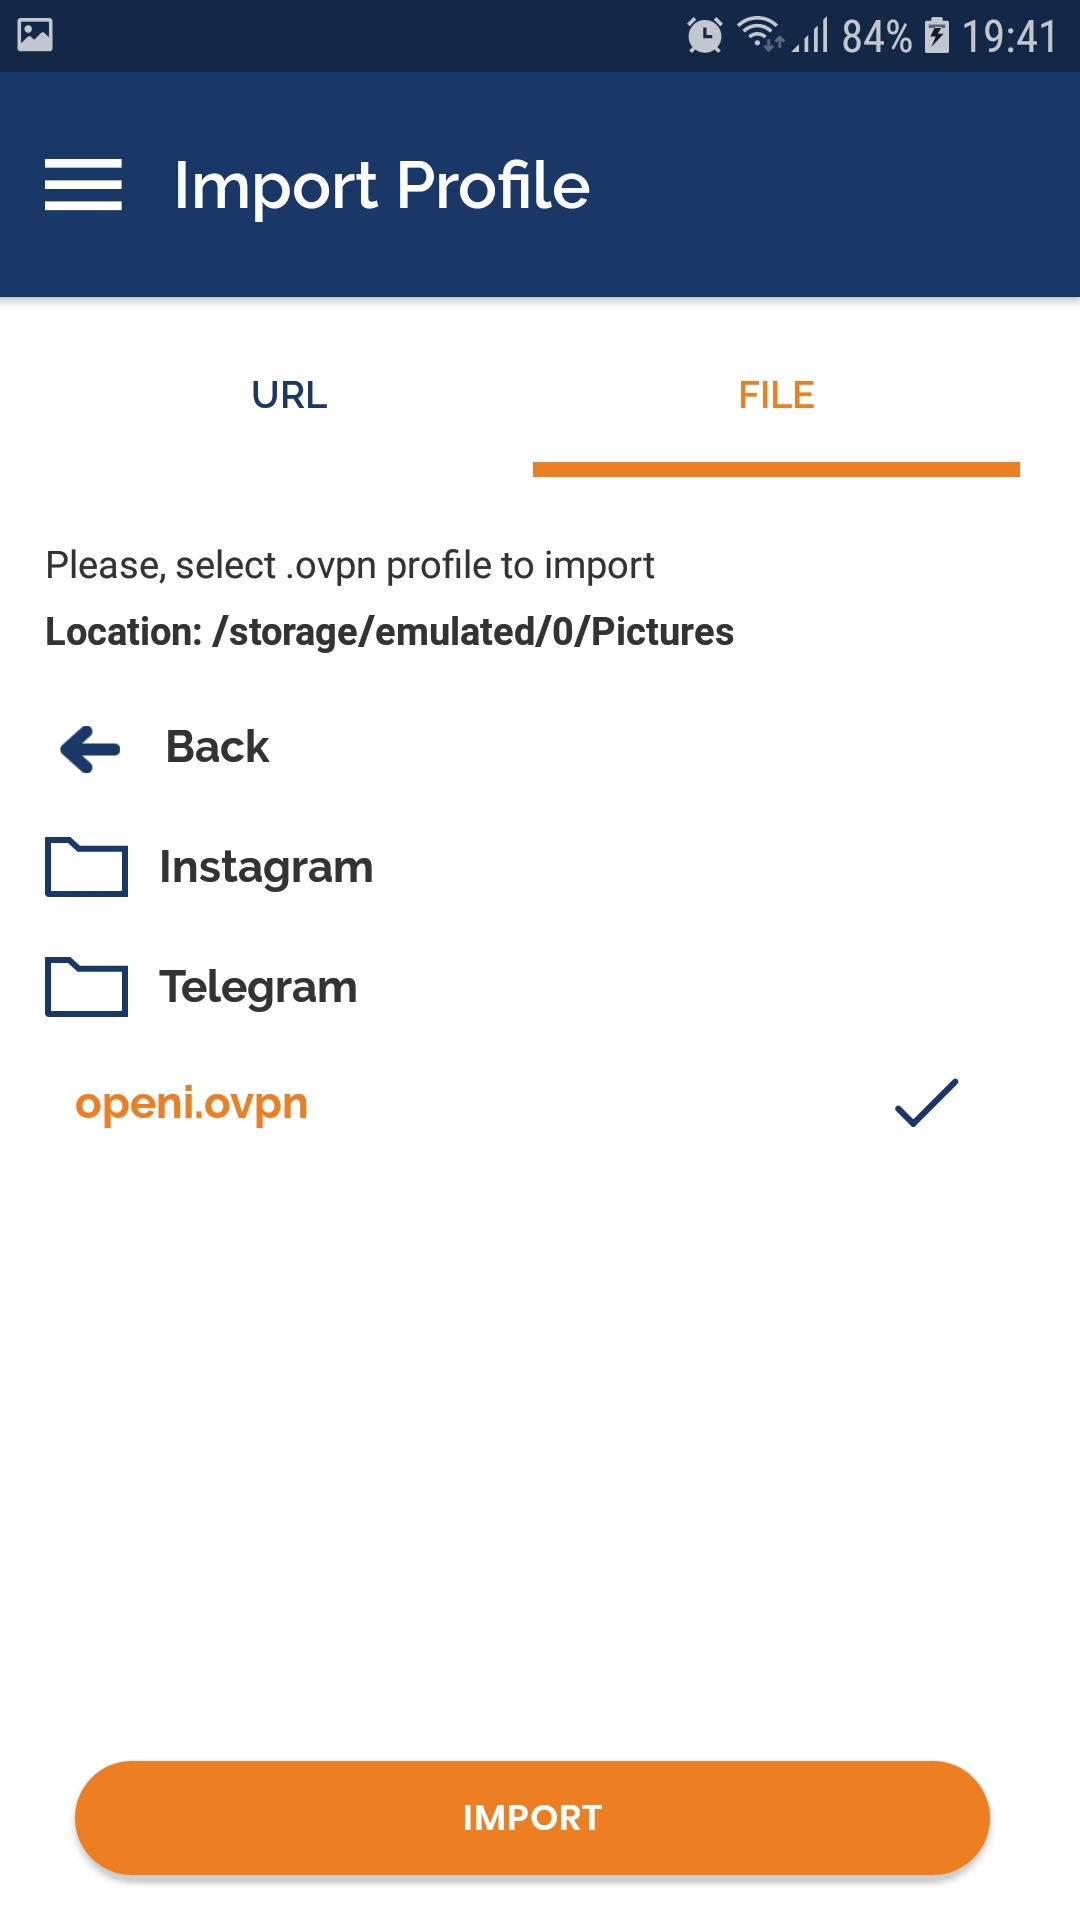 84% 19:41
Import Profile
URL FILE
Please, select .ovpn profile to import
Location: /storage/emulated/0/Pictures
Back
Instagram
Telegram
openi.ovpn
IMPORT